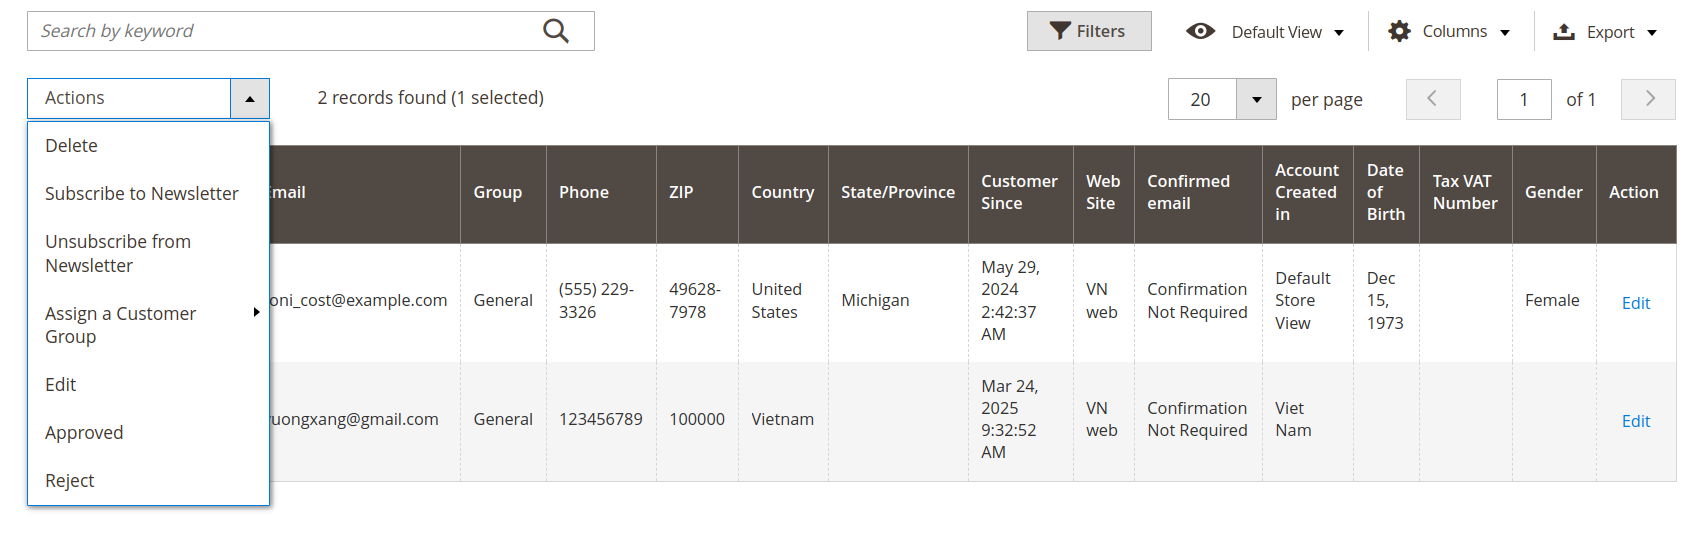 Search by keyword
Filters
Default View
Columns
Export
Actions
2 records found (1 selected)
20
per page
1
of 1
Delete
Subscribe to Newsletter
Unsubscribe from
Newsletter
Assign a Customer
Group
Edit
Approved
Reject
Group
Phone
ZIP
Country
State/Province
Customer
Since
Web
Site
Confirmed
email
Account
Created
in
Date
of
Birth
Tax VAT
Number
Gender
Action
oni_cost@example.com
General
(555) 229-
3326
49628-
7978
United
States
Michigan
May 29,
2024
2:42:37
AM
VN
web
Confirmation
Not Required
Default
Store
View
Dec
15,
1973
Female
Edit
uongxang@gmail.com
General
123456789
100000
Vietnam
Mar 24,
2025
9:32:52
AM
VN
web
Confirmation
Not Required
Viet
Nam
Edit